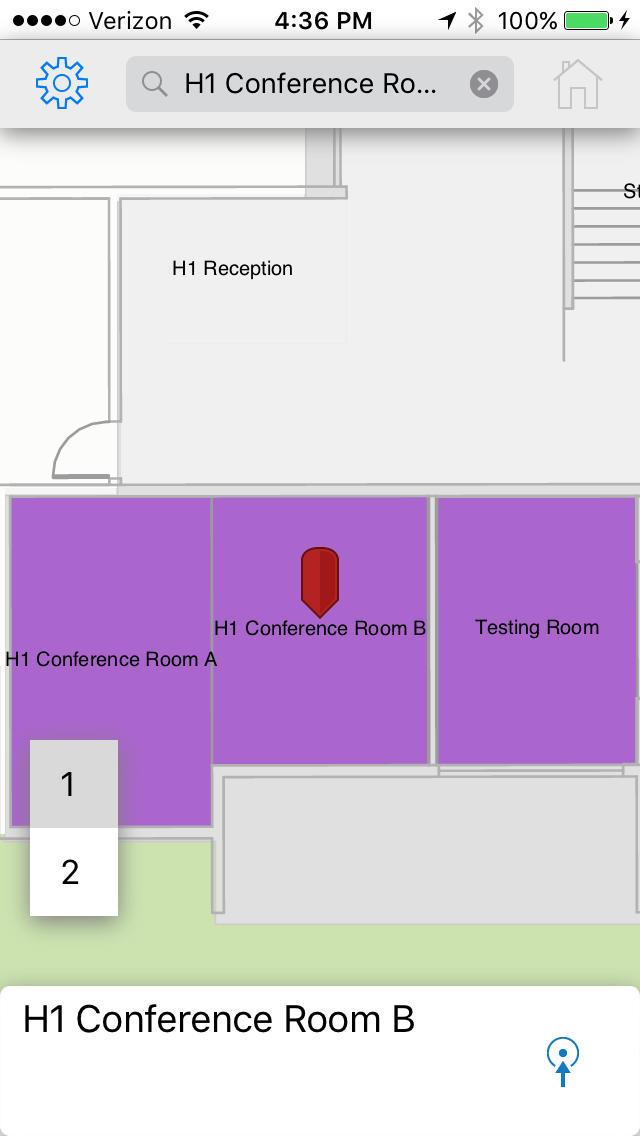 Verizon 4:36 PM 100%
H1 Conference Ro...
St
H1 Reception
H1 Conference Room B
Testing Room
H1 Conference Room A
1
2
H1 Conference Room B